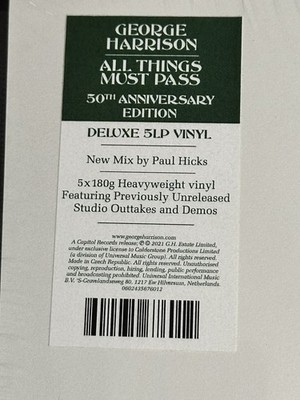 GEORGE
HARRISON
ALL THINGS
MUST PASS
50TH ANNIVERSARY
EDITION
DELUXE 5LP VINYL
New Mix by Paul Hicks
5x180g Heavyweight vinyl
Featuring Previously Unreleased
Studio Outtakes and Demos
www.georgeharrison.com
A Capitol Records release; ℗ © 2021 G.H. Estate Limited,
under exclusive license to Calderstone Productions Limited
(a division of Universal Music Group). All rights reserved.
Made in Czech Republic. All rights reserved. Unauthorised
copying, reproduction, hiring, lending, public performance
and broadcasting prohibited. Universal International Music
B.V. 'S-Gravelandseweg 80, 1217 Ew Hilversum, Netherlands.
0602435676012